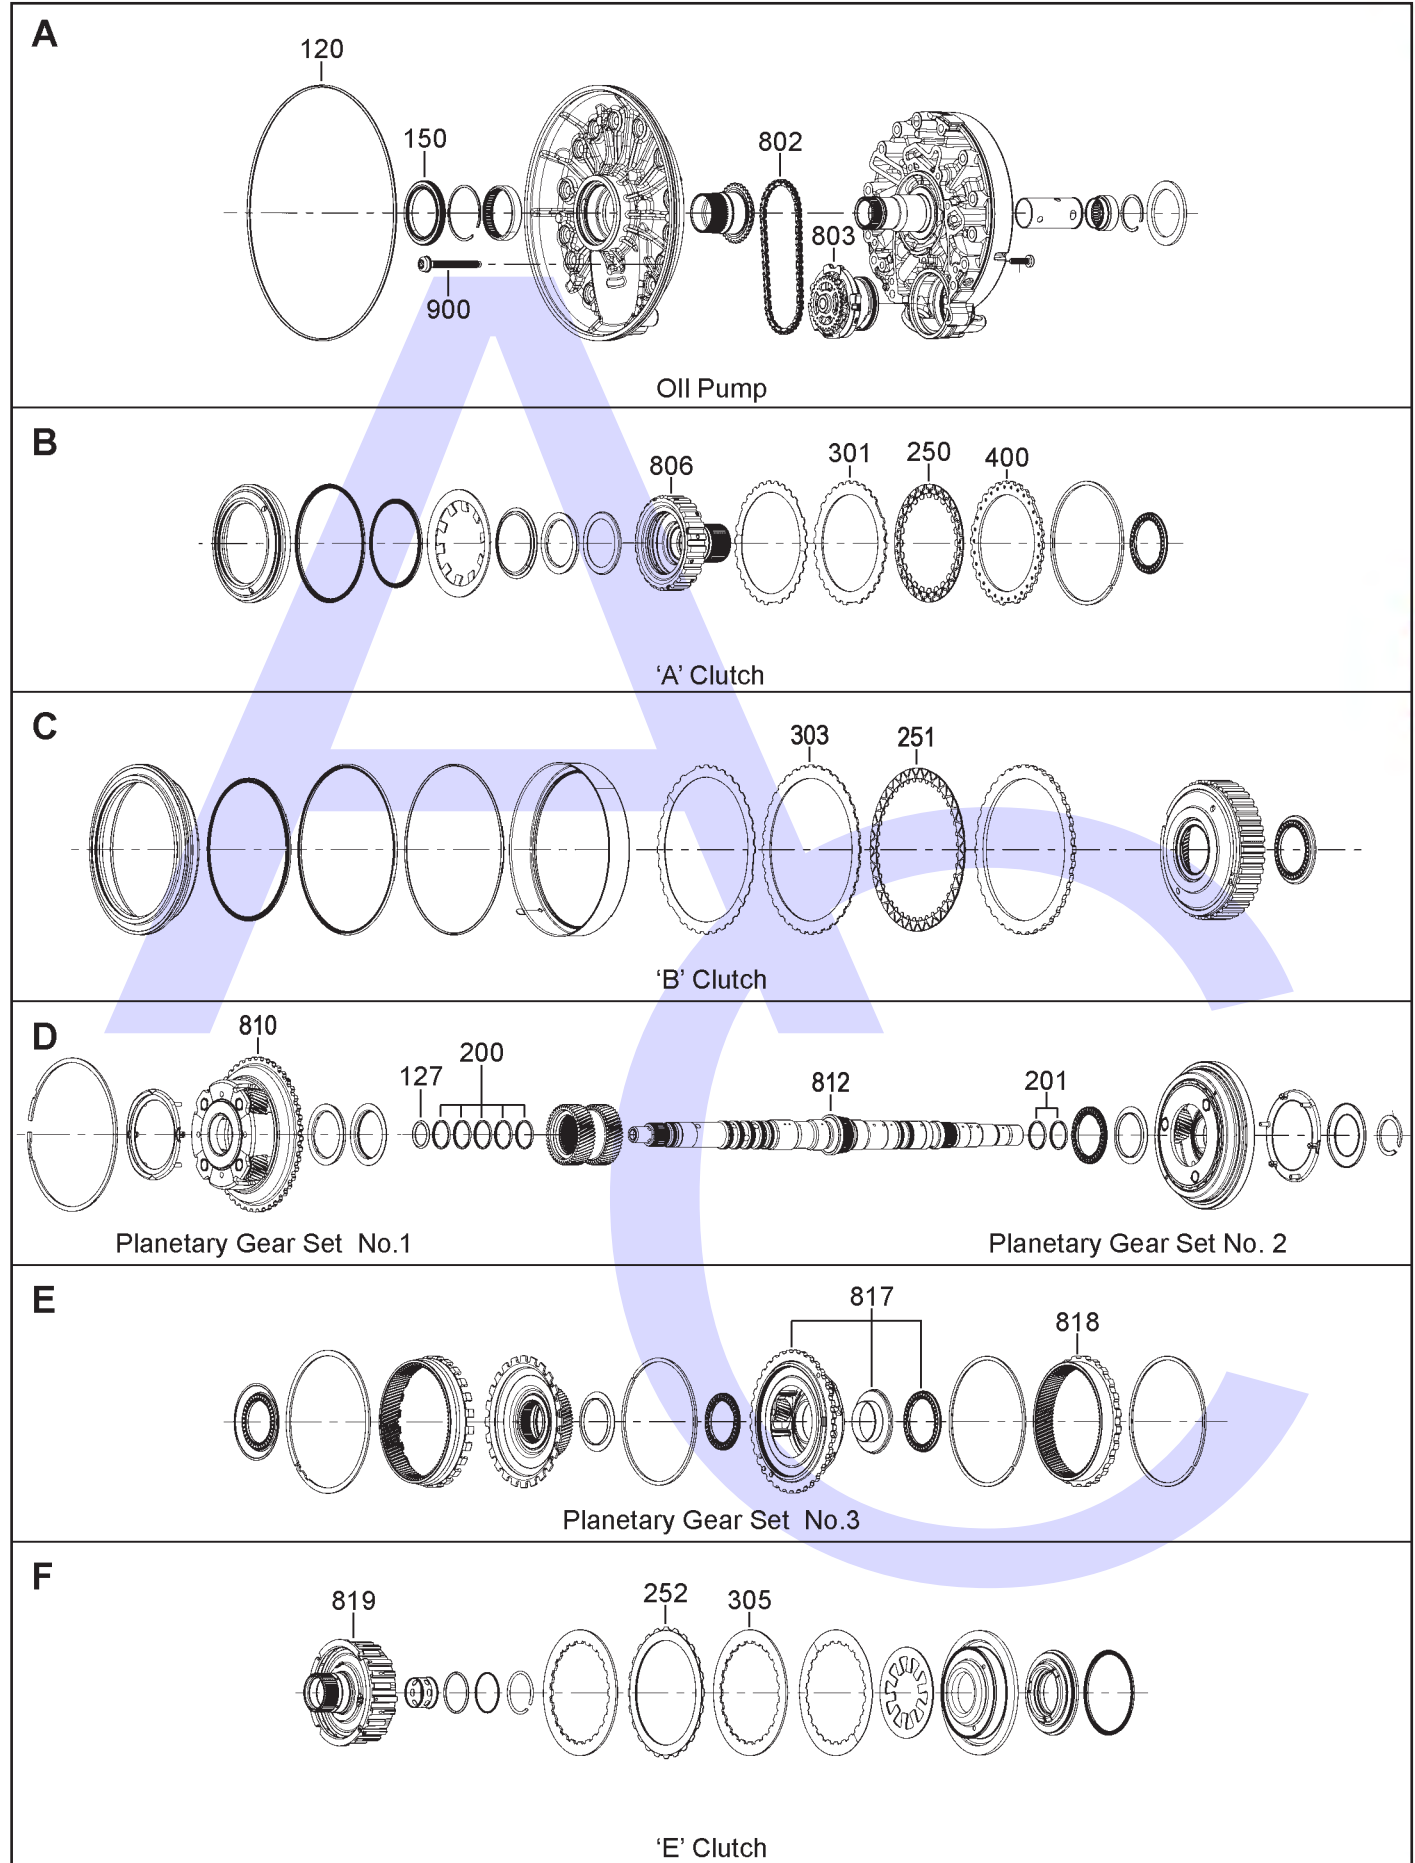 A
120
150
802
803
900
OIl Pump
B
806
301
250
400
‘A’ Clutch
C
303
251
‘B’ Clutch
D
810
127
200
812
201
Planetary Gear Set No.1
Planetary Gear Set No. 2
E
817
818
Planetary Gear Set No.3
F
819
252
305
‘E’ Clutch
AC